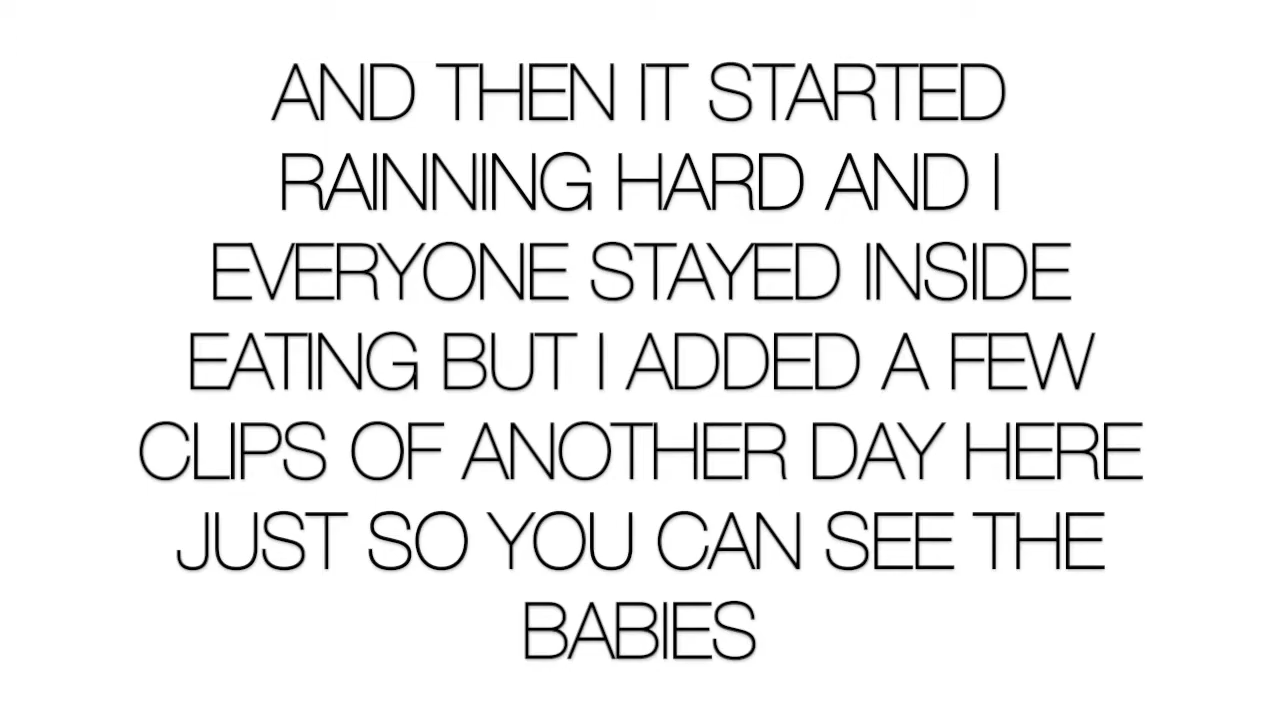 AND THEN IT STARTED
RAINNING HARD AND I
EVERYONE STAYED INSIDE
EATING BUT I ADDED A FEW
CLIPS OF ANOTHER DAY HERE
JUST SO YOU CAN SEE THE
BABIES